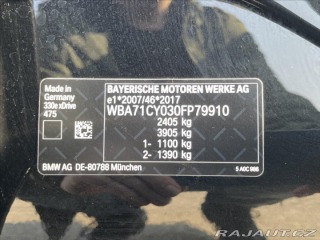 Made in
Germany
330e xDrive
475
BAYERISCHE MOTOREN WERKE AG
e1*2007/46*2017
WBA71CY030FP79910
2405 kg
3905 kg
1- 1100 kg
2- 1390 kg
BMW AG DE-80788 München
RAJAUT.CZ